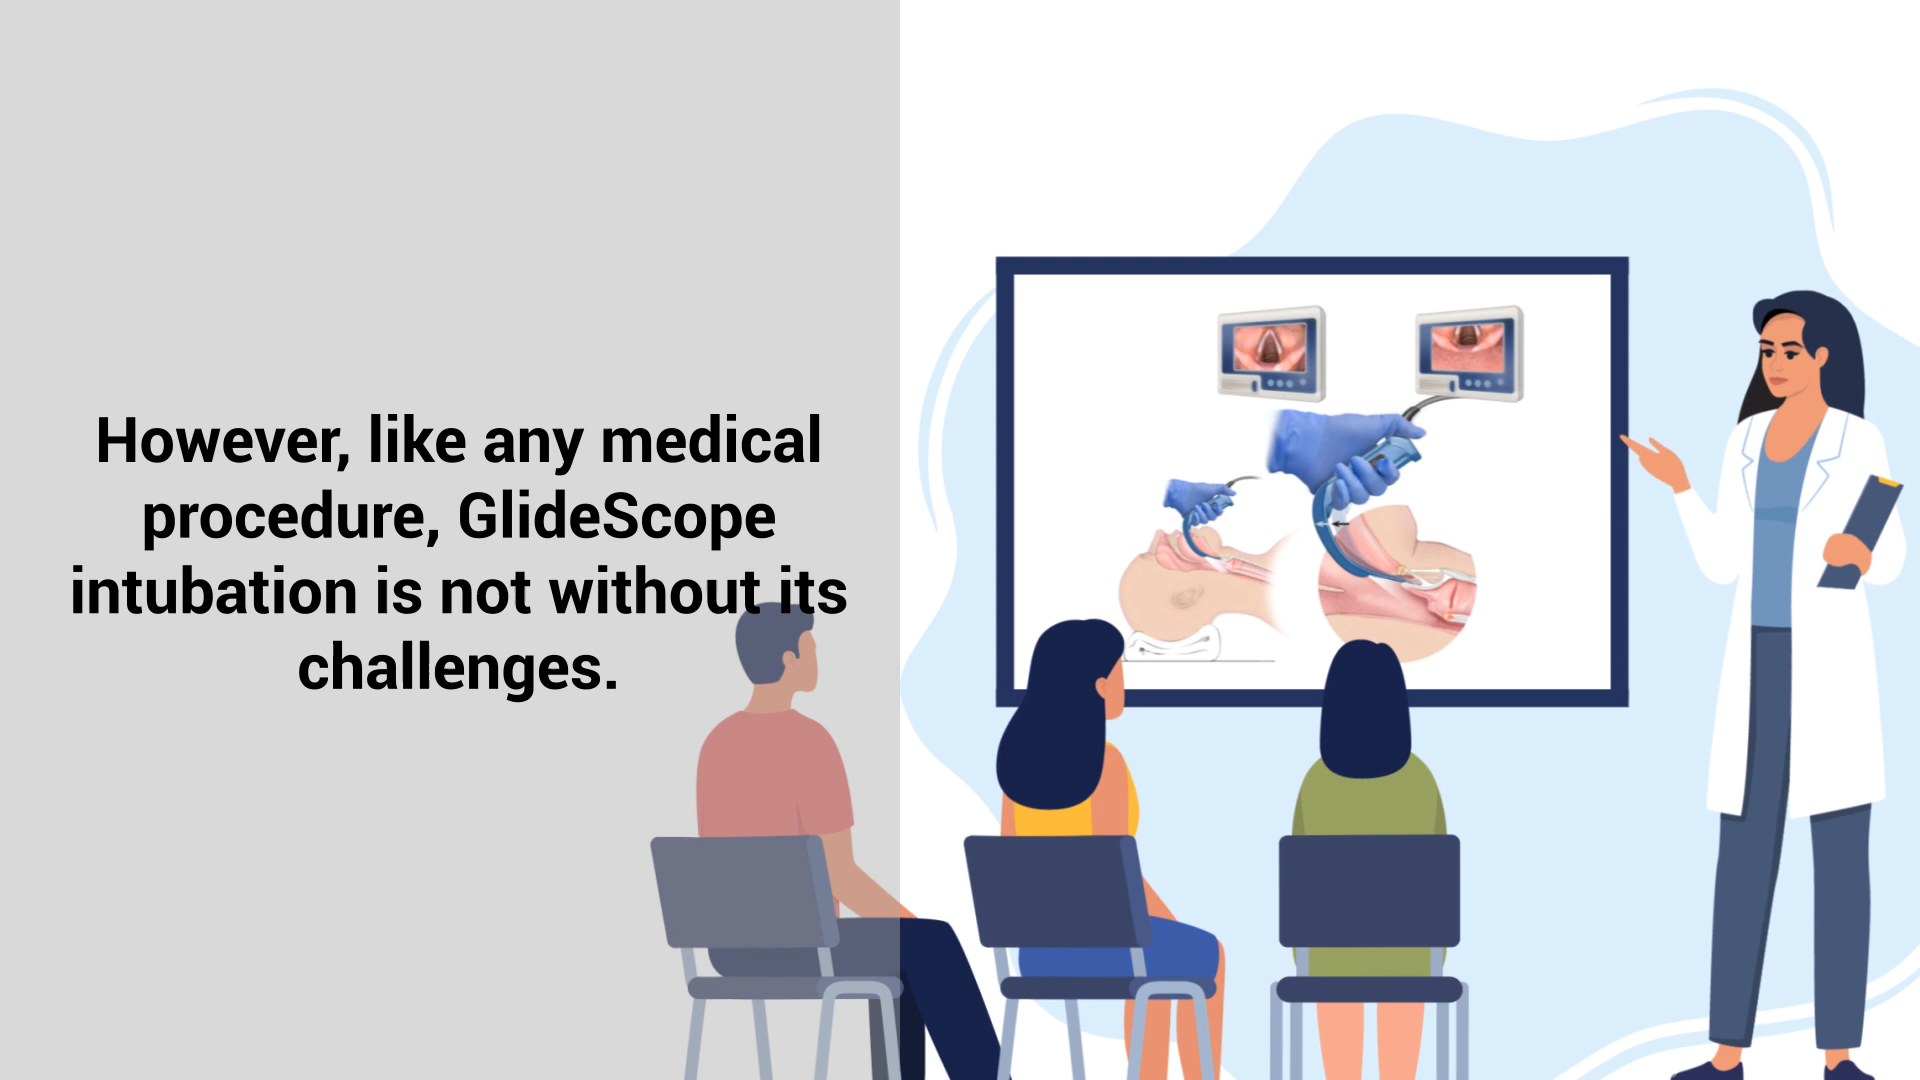 However, like any medical
procedure, GlideScope
intubation is not without its
challenges.